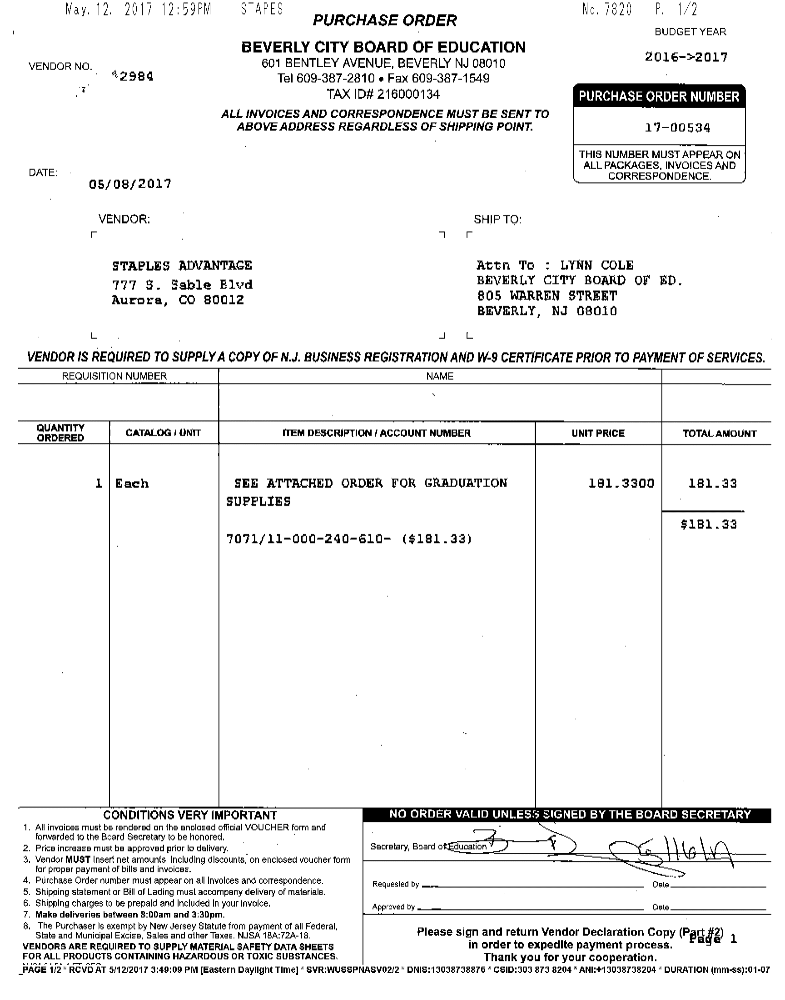 May. 12. 2017 12:59PM STAPES No. 7820 P. 1/2
PURCHASE ORDER
BUDGET YEAR
BEVERLY CITY BOARD OF EDUCATION
2016->2017
601 BENTLEY AVENUE, BEVERLY NJ 08010
VENDOR NO.
2984
Tel 609-387-2810 • Fax 609-387-1549
TAX ID# 216000134
PURCHASE ORDER NUMBER
ALL INVOICES AND CORRESPONDENCE MUST BE SENT TO
ABOVE ADDRESS REGARDLESS OF SHIPPING POINT.
17-00534
THIS NUMBER MUST APPEAR ON
ALL PACKAGES, INVOICES AND
CORRESPONDENCE.
DATE:
05/08/2017
VENDOR:
STAPLES ADVANTAGE
777 S. Sable Blvd
Aurora, CO 80012
SHIP TO:
Attn To : LYNN COLE
BEVERLY CITY BOARD OF ED.
805 WARREN STREET
BEVERLY, NJ 08010
VENDOR IS REQUIRED TO SUPPLY A COPY OF N.J. BUSINESS REGISTRATION AND W-9 CERTIFICATE PRIOR TO PAYMENT OF SERVICES.
REQUISITION NUMBER NAME
QUANTITY ORDERED CATALOG / UNIT ITEM DESCRIPTION / ACCOUNT NUMBER UNIT PRICE TOTAL AMOUNT
1 Each SEE ATTACHED ORDER FOR GRADUATION 181.3300 181.33
SUPPLIES
$181.33
7071/11-000-240-610- ($181.33)
CONDITIONS VERY IMPORTANT
1. All invoices must be rendered on the enclosed official VOUCHER form and
forwarded to the Board Secretary to be honored.
2. Price increase must be approved prior to delivery.
3. Vendor MUST insert net amounts, including discounts, on enclosed voucher form
for proper payment of bills and invoices.
4. Purchase Order number must appear on all invoices and correspondence.
5. Shipping statement or Bill of Lading must accompany delivery of materials.
6. Shipping charges to be prepaid and included in your invoice.
7. Make deliveries between 8:00am and 3:30pm.
8. The Purchaser is exempt by New Jersey Statute from payment of all Federal,
State and Municipal Excise, Sales and other Taxes. NJSA 18A:72A-18.
VENDORS ARE REQUIRED TO SUPPLY MATERIAL SAFETY DATA SHEETS
FOR ALL PRODUCTS CONTAINING HAZARDOUS OR TOXIC SUBSTANCES.
NO ORDER VALID UNLESS SIGNED BY THE BOARD SECRETARY
Secretary, Board of Education
Requested by Date
Approved by Date
Please sign and return Vendor Declaration Copy (Part #2)
in order to expedite payment process.
Thank you for your cooperation.
Page 1
PAGE 1/2 * RCVD AT 5/12/2017 3:49:09 PM [Eastern Daylight Time] * SVR:WUSSPNASV02/2 * DNIS:13038738876 * CSID:303 873 8204 * ANI:+13038738204 * DURATION (mm-ss):01-07